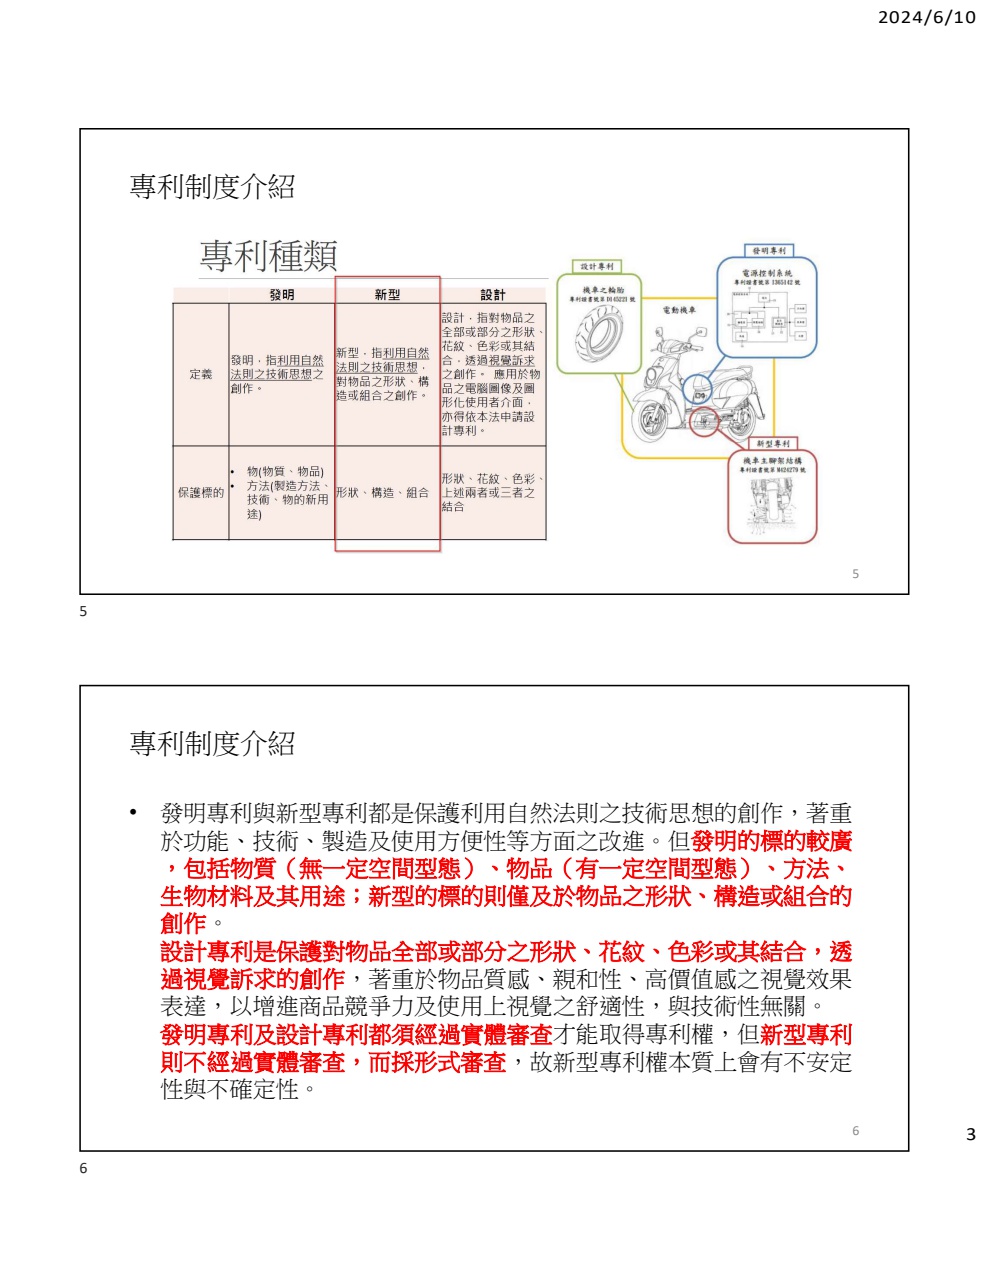 2024/6/10
專利制度介紹
專利種類
發明
新型
設計
定義
發明，指利用自然
法則之技術思想之
創作。
新型，指利用自然
法則之技術思想，
對物品之形狀、構
造或組合之創作。
設計，指對物品之
全部或部分之形狀、
花紋、色彩或其結
合，透過視覺訴求
之創作。 應用於物
品之電腦圖像及圖
形化使用者介面，
亦得依本法申請設
計專利。
保護標的
• 物(物質、物品)
• 方法(製造方法、
技術、物的新用
途)
形狀、構造、組合
形狀、花紋、色彩、
上述兩者或三者之
結合
設計專利
機車之輪胎
專利證書號第 D145221 號
電動機車
發明專利
電源控制系統
專利證書號第 I365142 號
新型專利
機車主腳架結構
專利證書號第 M424279 號
5
5
專利制度介紹
• 發明專利與新型專利都是保護利用自然法則之技術思想的創作，著重
於功能、技術、製造及使用方便性等方面之改進。但發明的標的較廣
，包括物質（無一定空間型態）、物品（有一定空間型態）、方法、
生物材料及其用途；新型的標的則僅及於物品之形狀、構造或組合的
創作。
設計專利是保護對物品全部或部分之形狀、花紋、色彩或其結合，透
過視覺訴求的創作，著重於物品質感、親和性、高價值感之視覺效果
表達，以增進商品競爭力及使用上視覺之舒適性，與技術性無關。
發明專利及設計專利都須經過實體審查才能取得專利權，但新型專利
則不經過實體審查，而採形式審查，故新型專利權本質上會有不安定
性與不確定性。
6
3
6